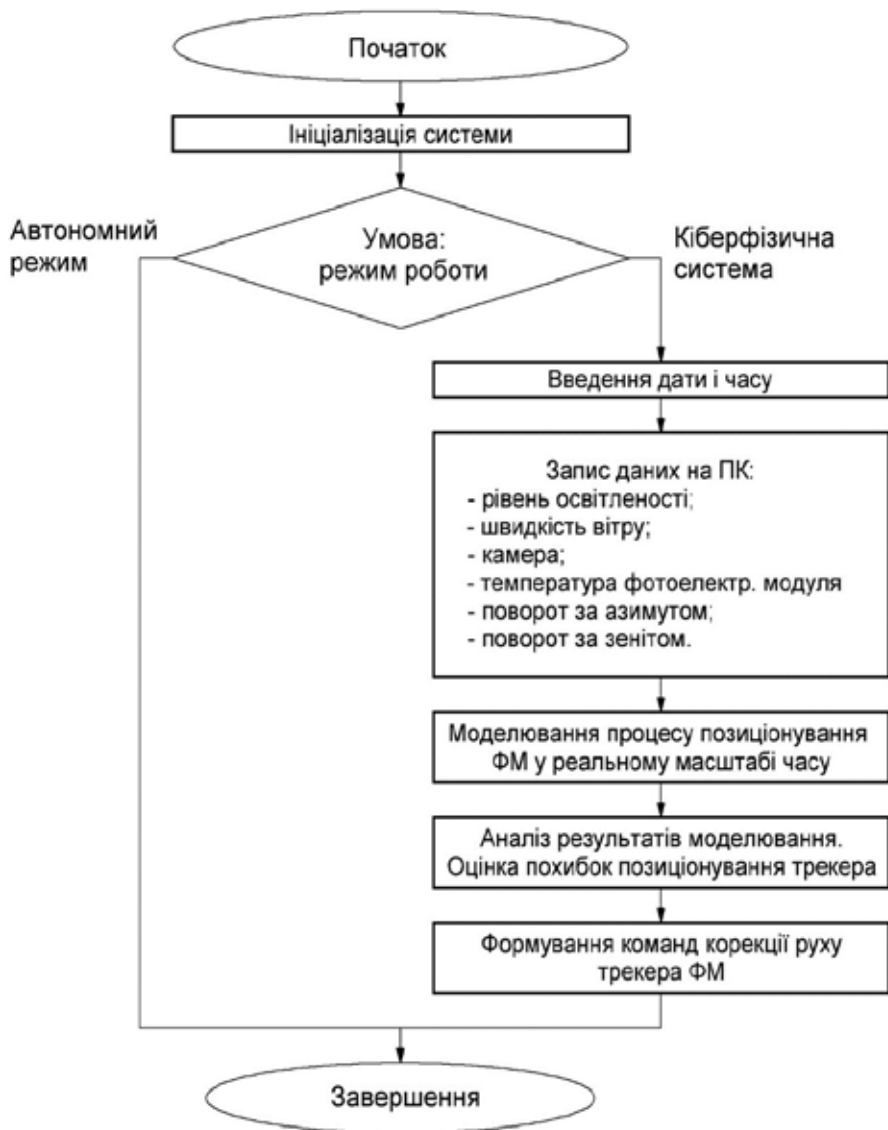 Початок
Ініціалізація системи
Автономний
режим
Умова:
режим роботи
Кіберфізична
система
Введення дати і часу
Запис даних на ПК:
- рівень освітленості;
- швидкість вітру;
- камера;
- температура фотоелектр. модуля
- поворот за азимутом;
- поворот за зенітом.
Моделювання процесу позиціонування
ФМ у реальному масштабі часу
Аналіз результатів моделювання.
Оцінка похибок позиціонування трекера
Формування команд корекції руху
трекера ФМ
Завершення